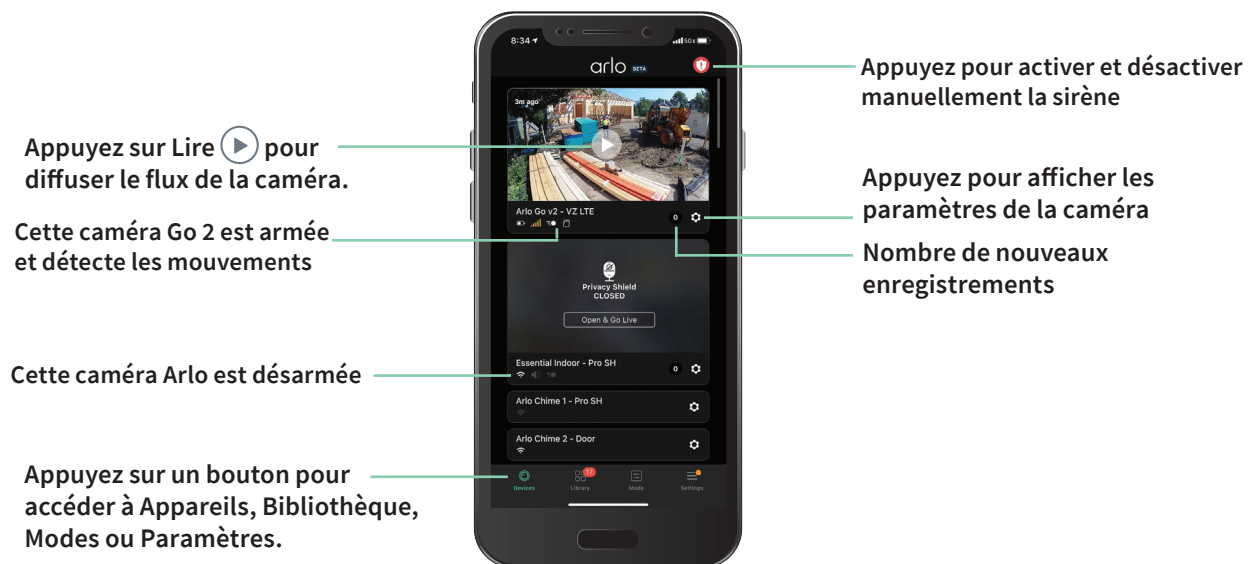 8:34
5G
arlo BETA
Appuyez pour activer et désactiver
manuellement la sirène
3m ago
Appuyez sur Lire pour
diffuser le flux de la caméra.
Appuyez pour afficher les
paramètres de la caméra
Arlo Go v2 - VZ LTE
0
Cette caméra Go 2 est armée
et détecte les mouvements
Nombre de nouveaux
enregistrements
Privacy Shield
CLOSED
Open & Go Live
Essential Indoor - Pro SH
0
Cette caméra Arlo est désarmée
Arlo Chime 1 - Pro SH
Arlo Chime 2 - Door
Appuyez sur un bouton pour
accéder à Appareils, Bibliothèque,
Modes ou Paramètres.
17
Devices Library Mode Settings